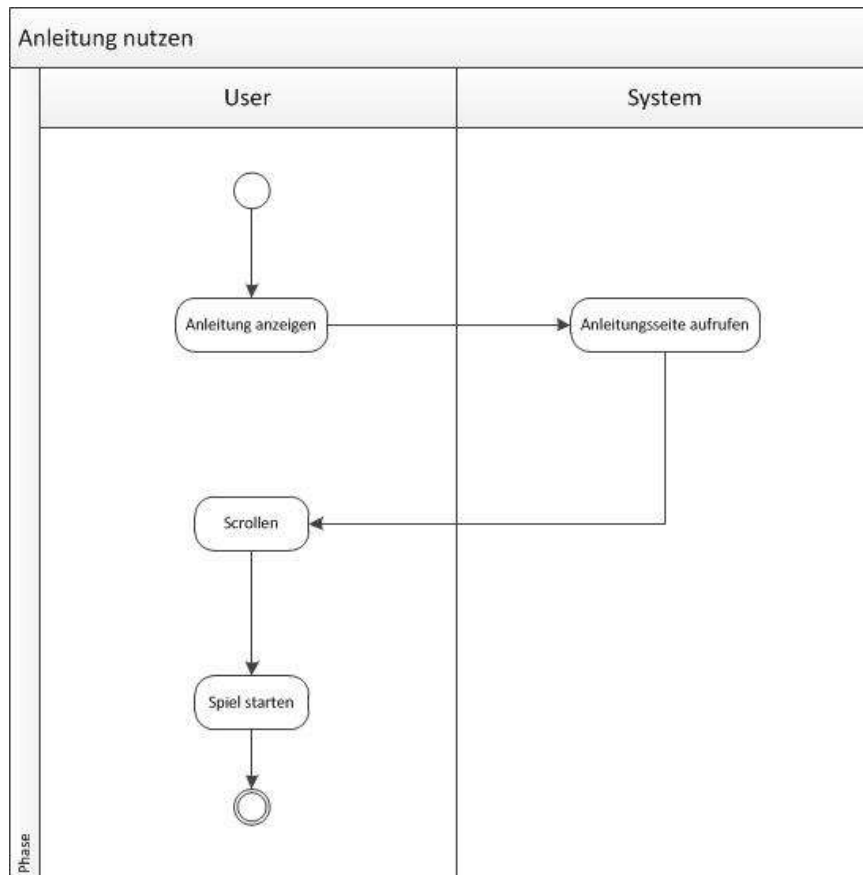 Anleitung nutzen
User
System
Anleitung anzeigen
Anleitungsseite aufrufen
Scrollen
Spiel starten
Phase